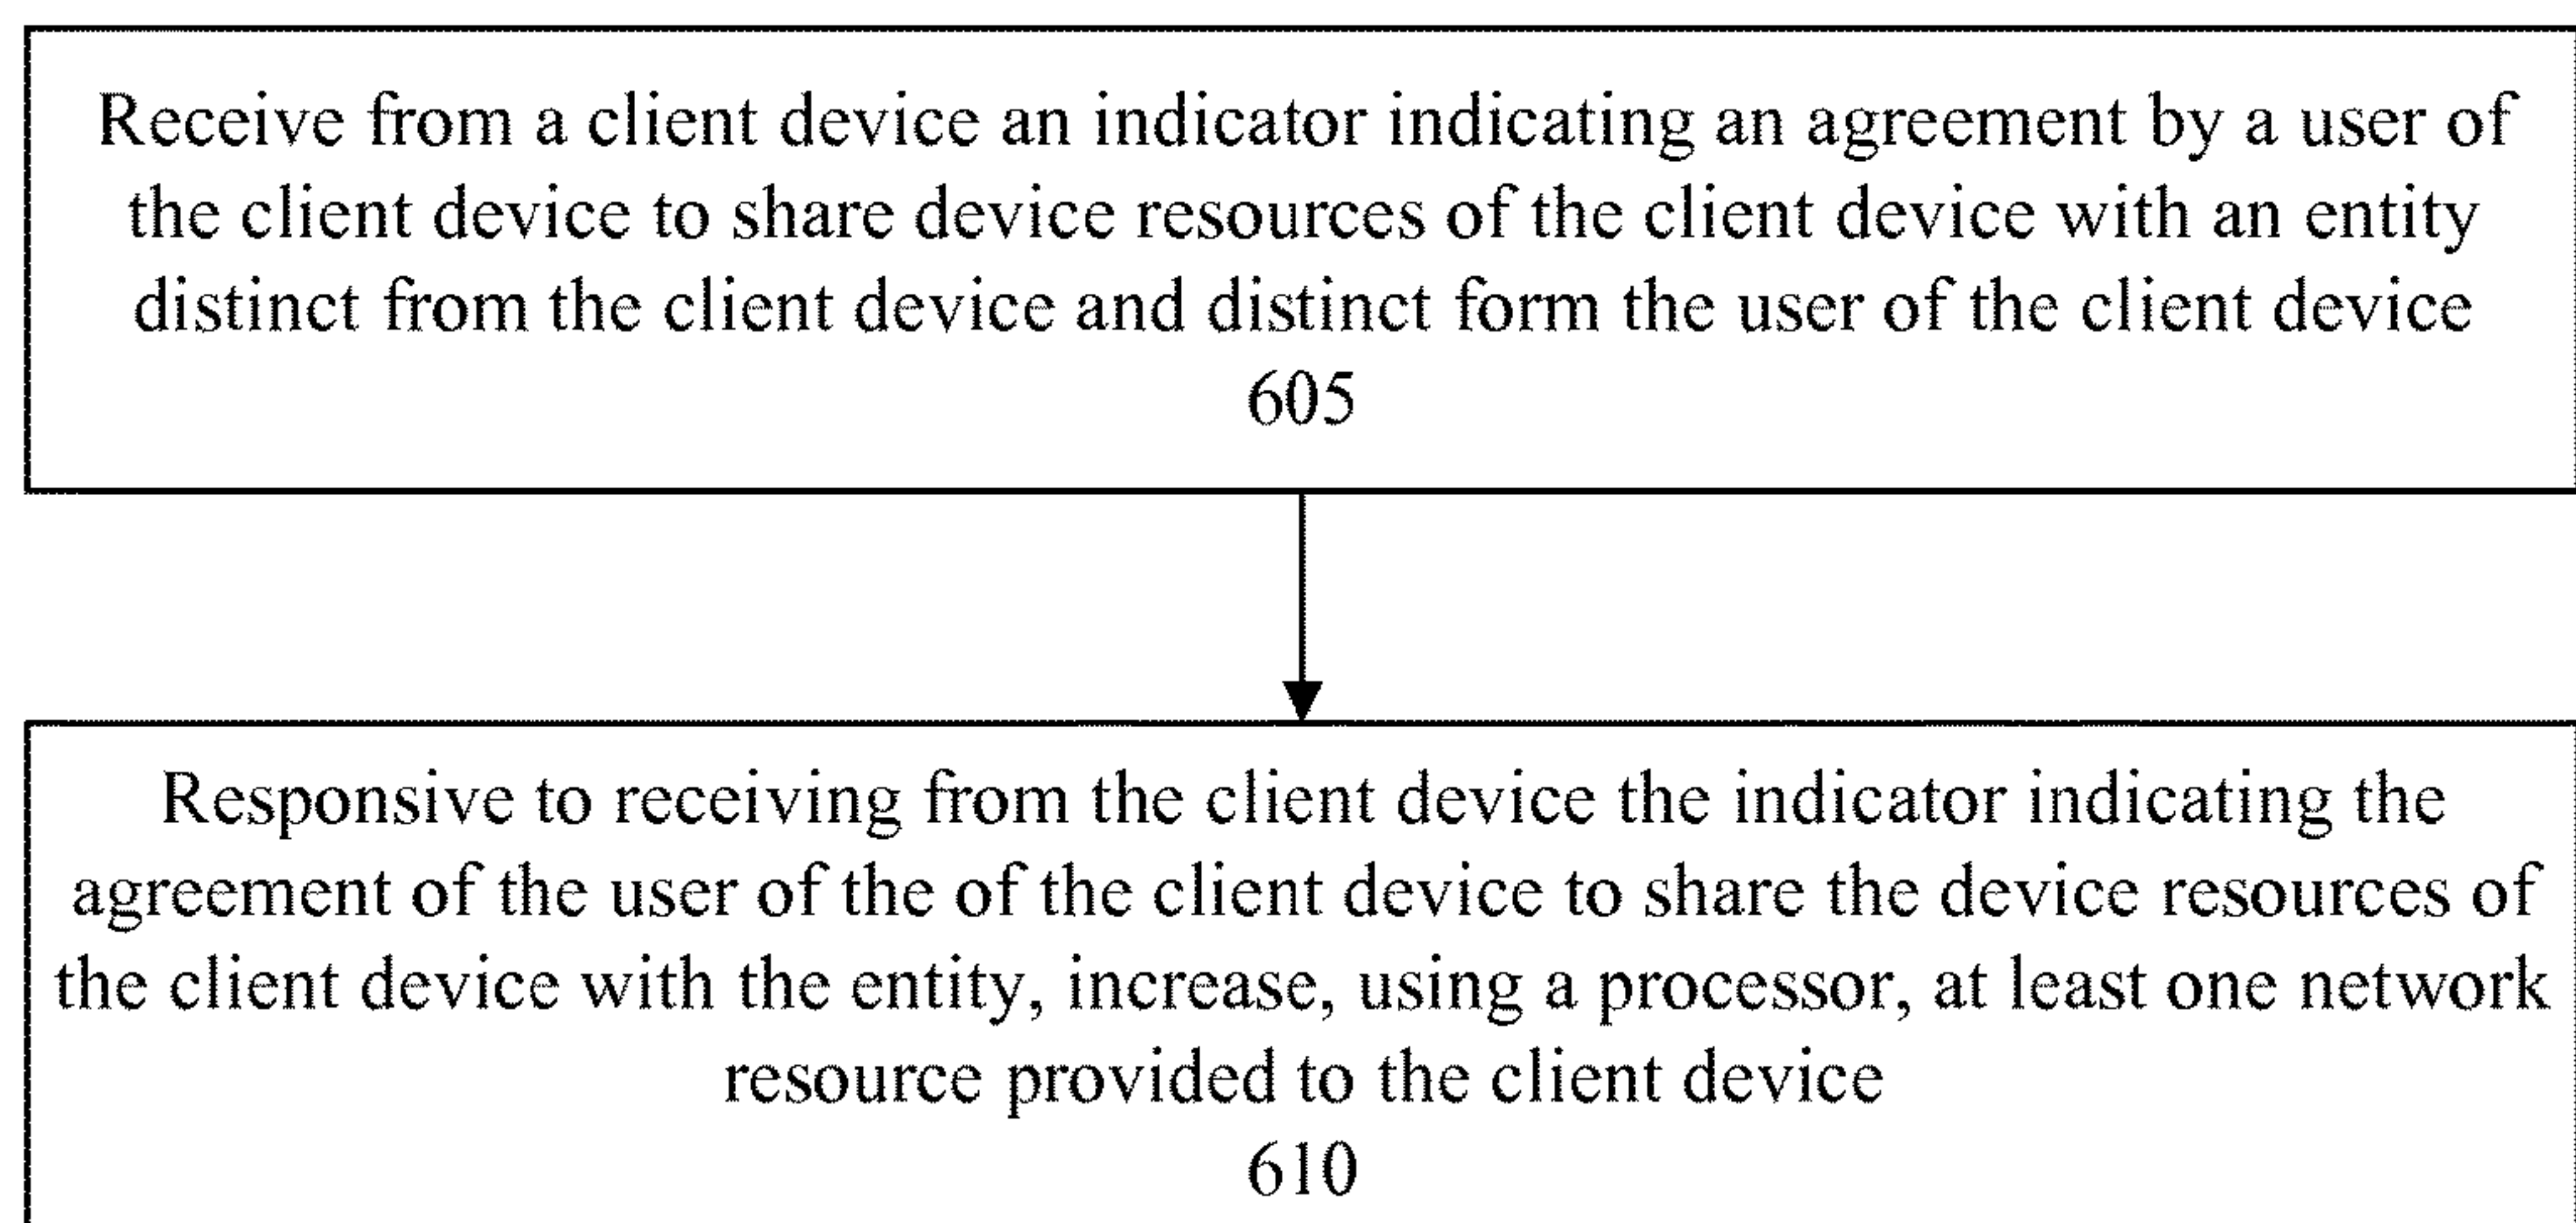 Receive from a client device an indicator indicating an agreement by a user of
the client device to share device resources of the client device with an entity
distinct from the client device and distinct form the user of the client device
605
Responsive to receiving from the client device the indicator indicating the
agreement of the user of the of the client device to share the device resources of
the client device with the entity, increase, using a processor, at least one network
resource provided to the client device
610